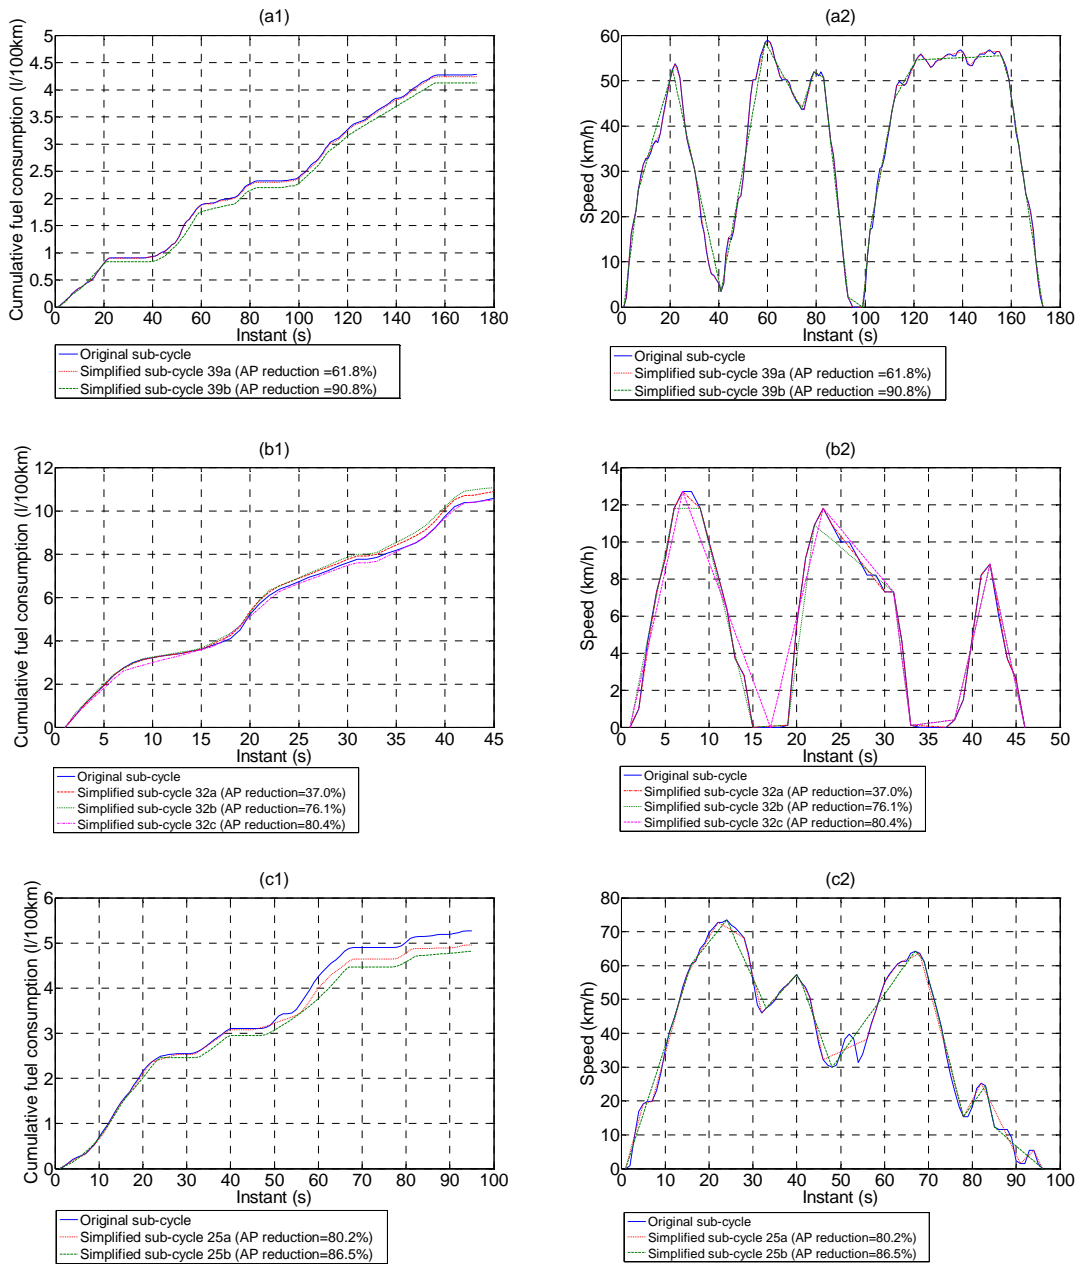 (a1)
Cumulative fuel consumption (l/100km)
5
4.5
4
3.5
3
2.5
2
1.5
1
0.5
0
0 20 40 60 80 100 120 140 160 180
Instant (s)
Original sub-cycle
Simplified sub-cycle 39a (AP reduction =61.8%)
Simplified sub-cycle 39b (AP reduction =90.8%)
(a2)
Speed (km/h)
60
50
40
30
20
10
0
0 20 40 60 80 100 120 140 160 180
Instant (s)
Original sub-cycle
Simplified sub-cycle 39a (AP reduction =61.8%)
Simplified sub-cycle 39b (AP reduction =90.8%)
(b1)
Cumulative fuel consumption (l/100km)
12
10
8
6
4
2
0
0 5 10 15 20 25 30 35 40 45
Instant (s)
Original sub-cycle
Simplified sub-cycle 32a (AP reduction=37.0%)
Simplified sub-cycle 32b (AP reduction=76.1%)
Simplified sub-cycle 32c (AP reduction=80.4%)
(b2)
Speed (km/h)
14
12
10
8
6
4
2
0
0 5 10 15 20 25 30 35 40 45 50
Instant (s)
Original sub-cycle
Simplified sub-cycle 32a (AP reduction=37.0%)
Simplified sub-cycle 32b (AP reduction=76.1%)
Simplified sub-cycle 32c (AP reduction=80.4%)
(c1)
Cumulative fuel consumption (l/100km)
6
5
4
3
2
1
0
0 10 20 30 40 50 60 70 80 90 100
Instant (s)
Original sub-cycle
Simplified sub-cycle 25a (AP reduction=80.2%)
Simplified sub-cycle 25b (AP reduction=86.5%)
(c2)
Speed (km/h)
80
70
60
50
40
30
20
10
0
0 10 20 30 40 50 60 70 80 90 100
Instant (s)
Original sub-cycle
Simplified sub-cycle 25a (AP reduction=80.2%)
Simplified sub-cycle 25b (AP reduction=86.5%)